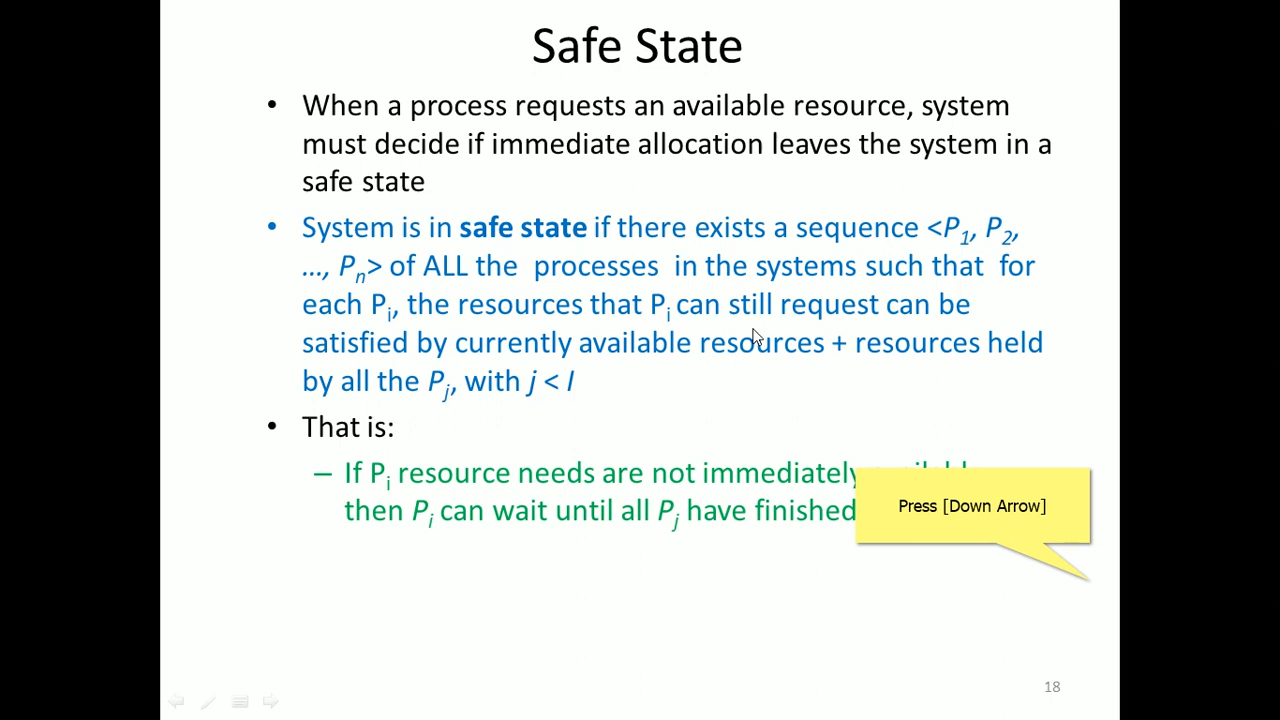 Safe State
• When a process requests an available resource, system
must decide if immediate allocation leaves the system in a
safe state
• System is in safe state if there exists a sequence <P1, P2,
…, Pn> of ALL the processes in the systems such that for
each Pi, the resources that Pi can still request can be
satisfied by currently available resources + resources held
by all the Pj, with j < I
• That is:
– If Pi resource needs are not immediately
then Pi can wait until all Pj have finished
Press [Down Arrow]
18